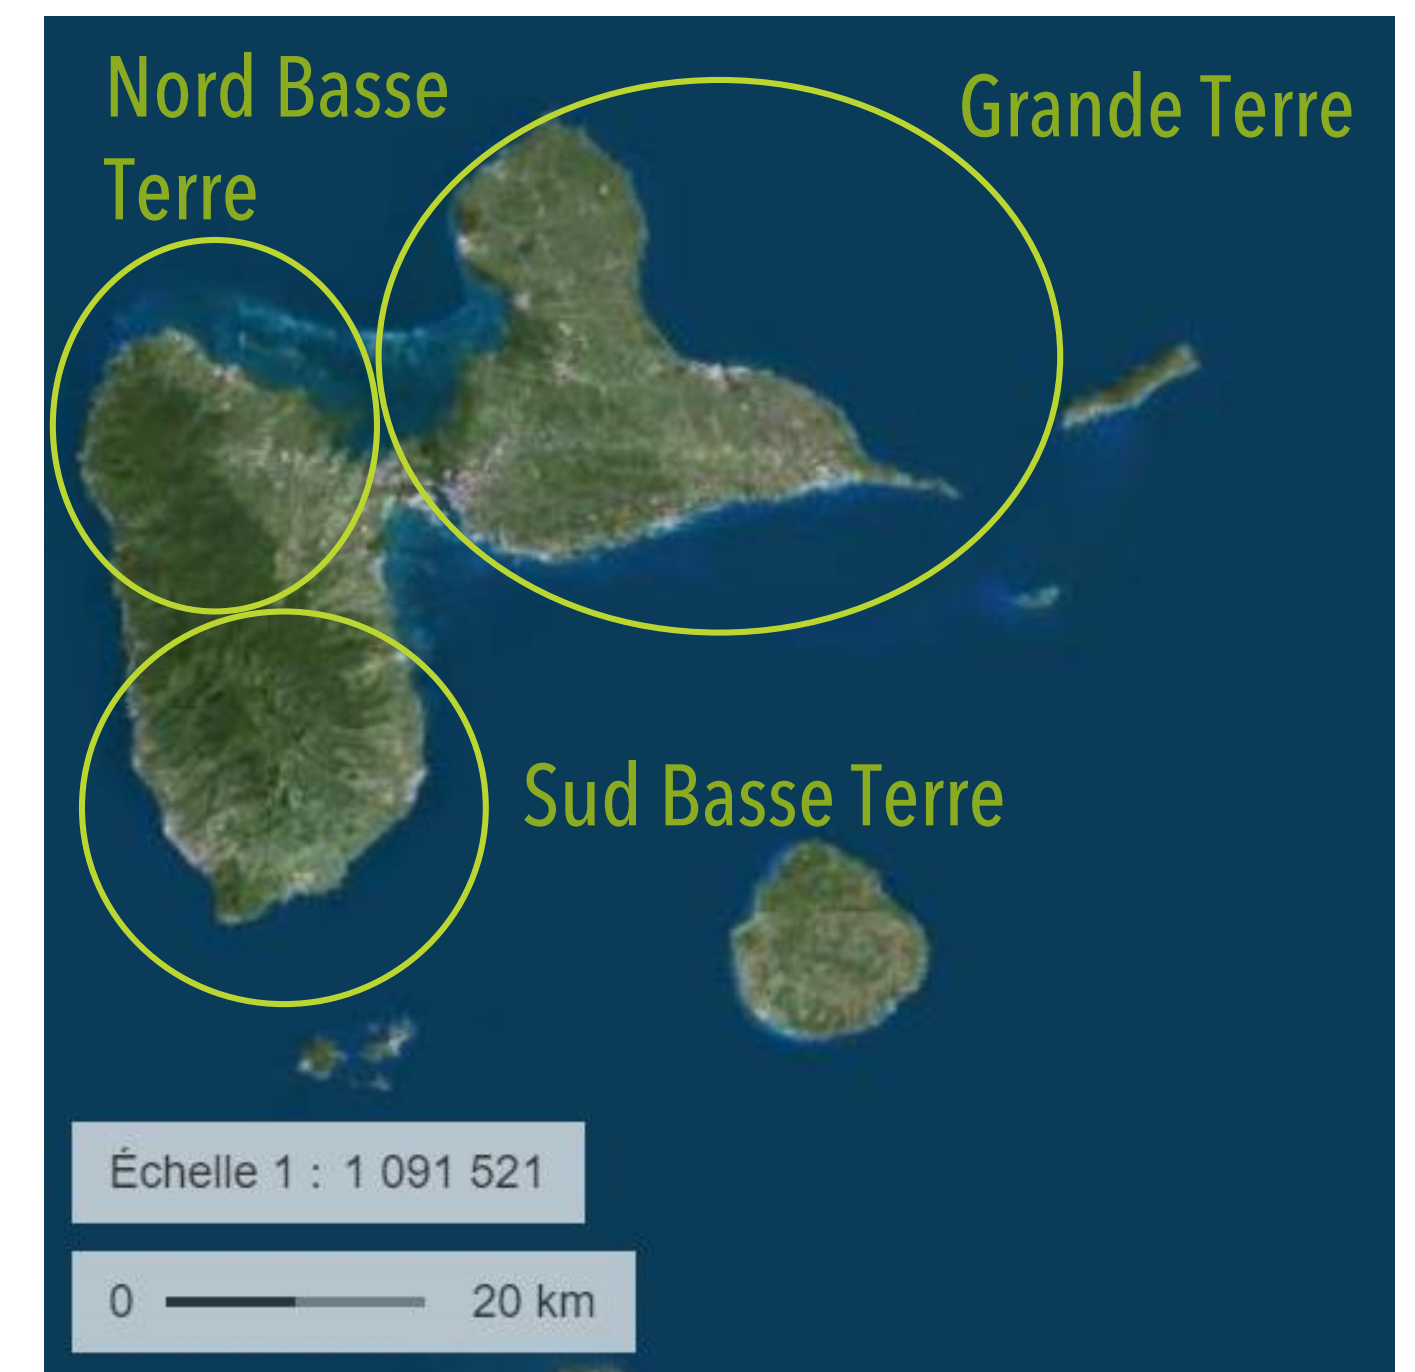 Nord Basse
Terre
Grande Terre
Sud Basse Terre
Échelle 1 : 1 091 521
0 20 km